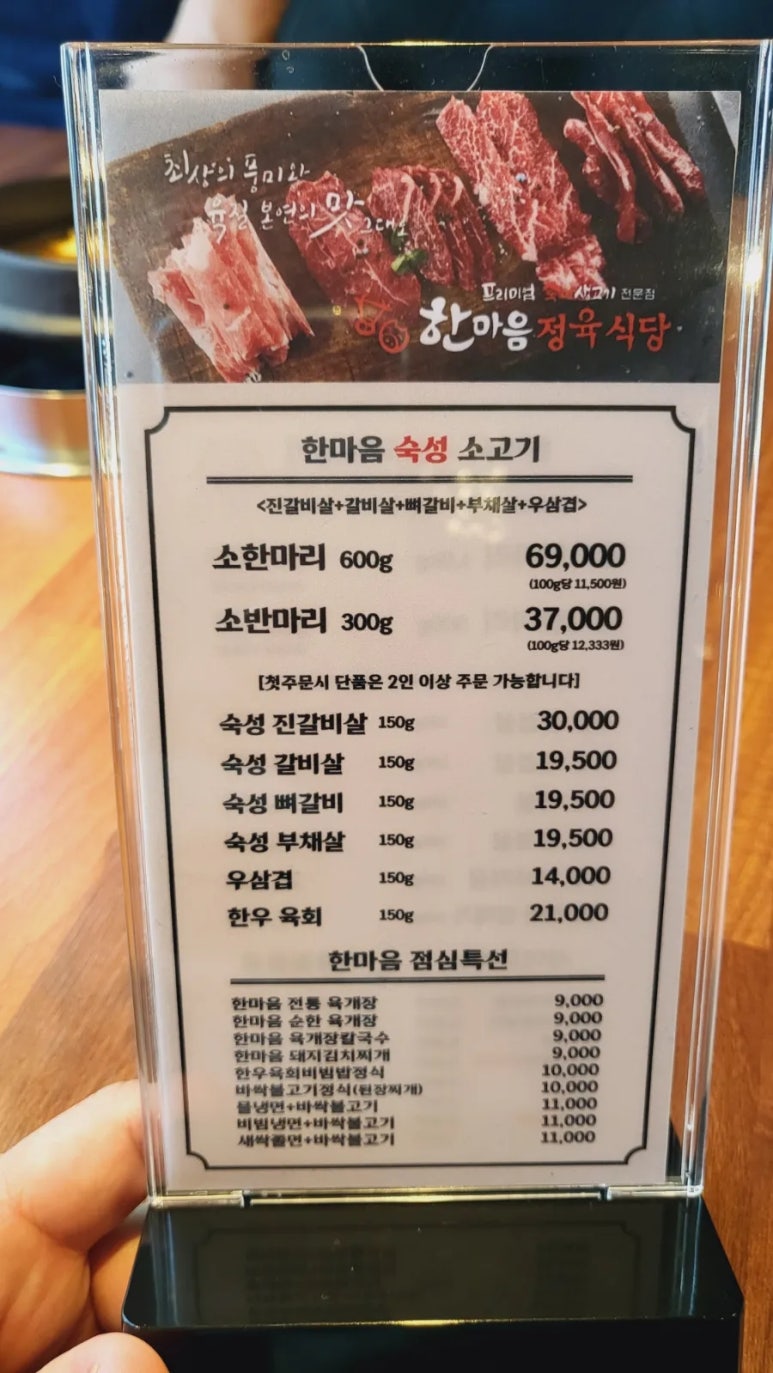 최상의 풍미와
육질 본연의 맛 그대로
프리미엄 숙성 생고기 전문점
한마음정육식당
한마음 숙성 소고기
<진갈비살+갈비살+뼈갈비+부채살+우삼겹>
소한마리 600g 69,000
(100g당 11,500원)
소반마리 300g 37,000
(100g당 12,333원)
[첫주문시 단품은 2인 이상 주문 가능합니다]
숙성 진갈비살 150g 30,000
숙성 갈비살 150g 19,500
숙성 뼈갈비 150g 19,500
숙성 부채살 150g 19,500
우삼겹 150g 14,000
한우 육회 150g 21,000
한마음 점심특선
한마음 전통 육개장 9,000
한마음 순한 육개장 9,000
한마음 육개장칼국수 9,000
한마음 돼지김치찌개 9,000
한우육회비빔밥정식 10,000
바싹불고기정식(된장찌개) 10,000
물냉면+바싹불고기 11,000
비빔냉면+바싹불고기 11,000
새싹쫄면+바싹불고기 11,000